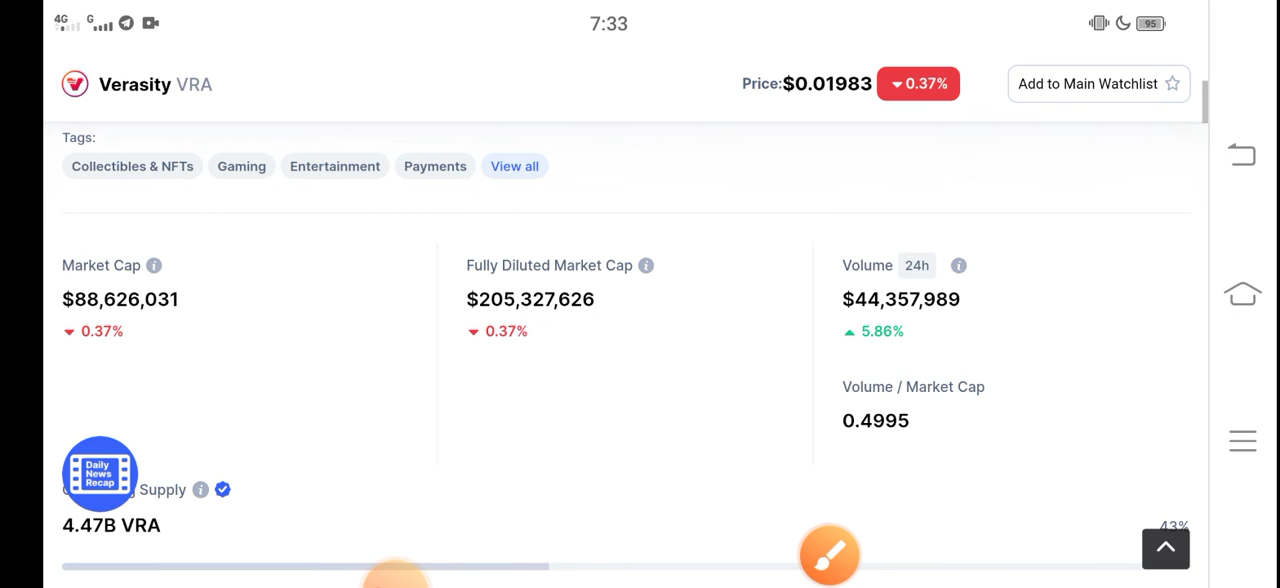 4G G 7:33 95
Verasity VRA Price:$0.01983 0.37% Add to Main Watchlist
Tags:
Collectibles & NFTs Gaming Entertainment Payments View all
Market Cap Fully Diluted Market Cap Volume 24h
$88,626,031 $205,327,626 $44,357,989
0.37% 0.37% 5.86%
Volume / Market Cap
0.4995
Daily
News
Recap
Supply
4.47B VRA 43%